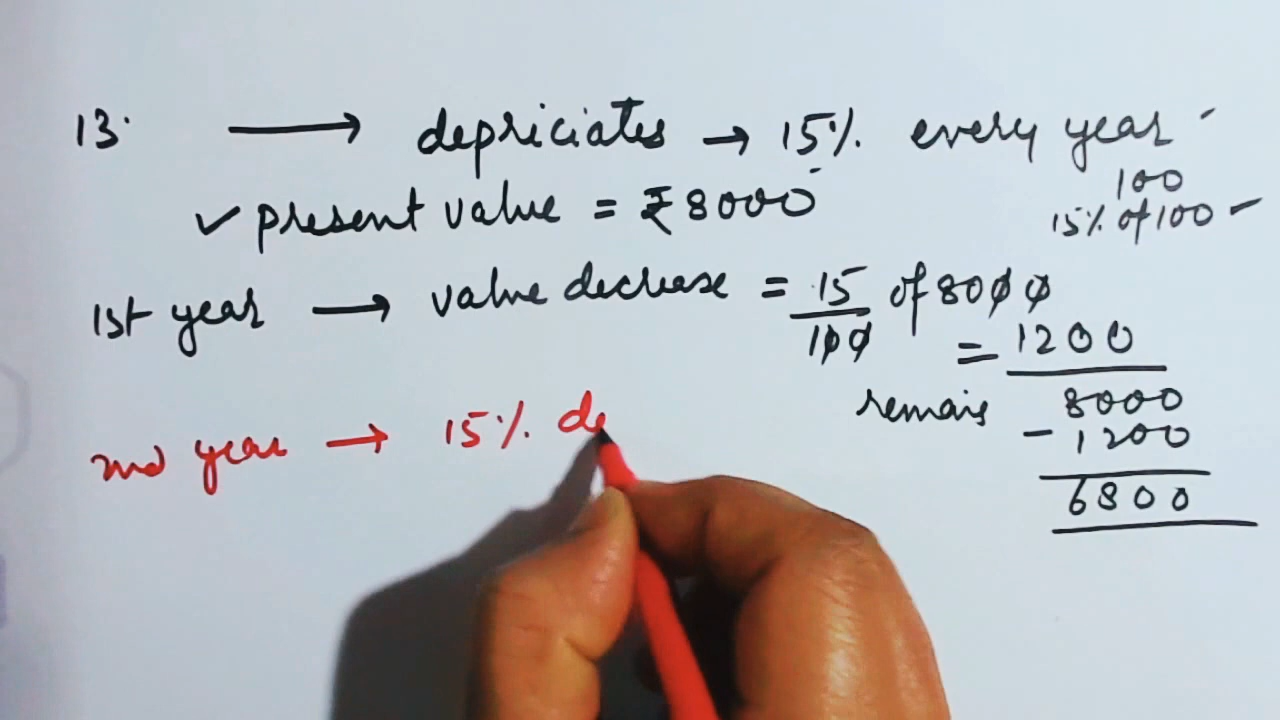 13. → depriciates → 15% every year
100
15% of 100
✓ present value = ₹8000
1st year → value decrease = 15/100 of 8000
= 1200
remais 8000
- 1200
6800
2nd year → 15% de